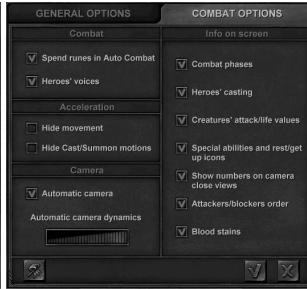 GENERAL OPTIONS
COMBAT OPTIONS
Combat
Spend runes in Auto Combat
Heroes' voices
Acceleration
Hide movement
Hide Cast/Summon motions
Camera
Automatic camera
Automatic camera dynamics
Info on screen
Combat phases
Heroes' casting
Creatures' attack/life values
Special abilities and rest/get
up icons
Show numbers on camera
close views
Attackers/blockers order
Blood stains